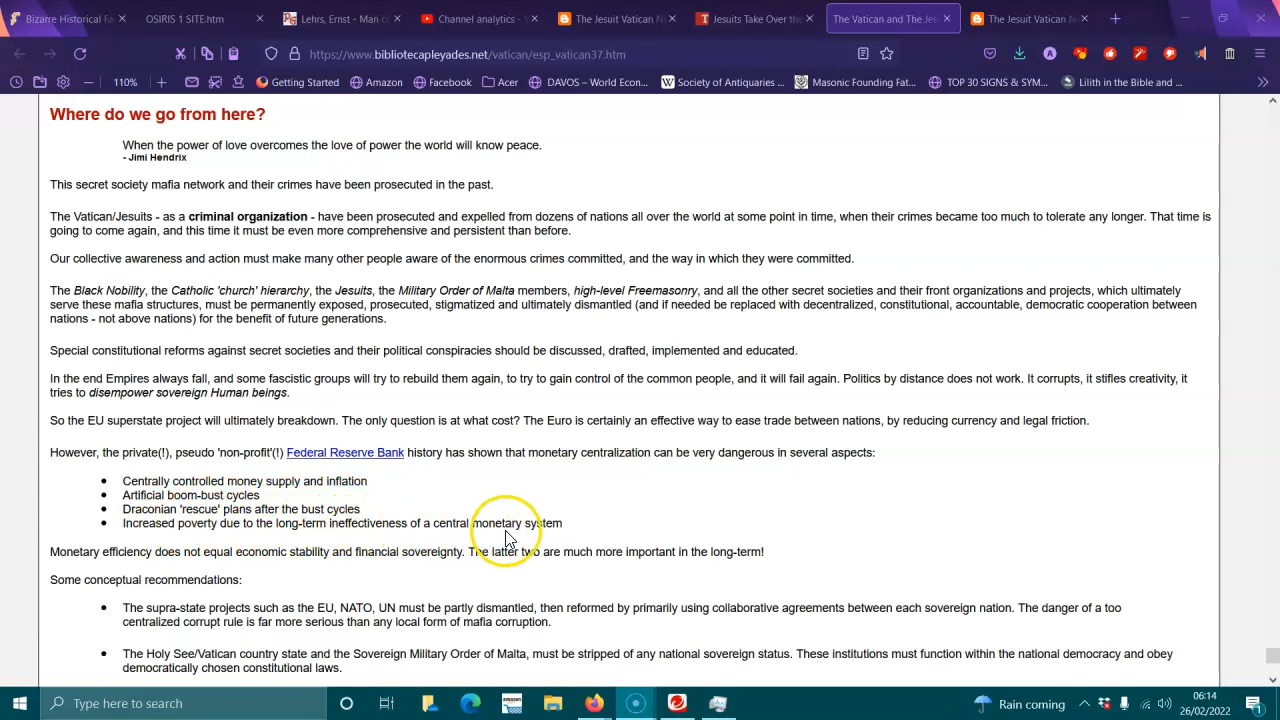 Bizarre Historical Fa
OSIRIS 1 SITE.htm
Lehrs, Ernst - Man o
Channel analytics -
The Jesuit Vatican N
Jesuits Take Over the
The Vatican and The Jes
The Jesuit Vatican N
https://www.bibliotecapleyades.net/vatican/esp_vatican37.htm
110%
Getting Started
Amazon
Facebook
Acer
DAVOS – World Econ...
Society of Antiquaries ...
Masonic Founding Fat...
TOP 30 SIGNS & SYM...
Lilith in the Bible and ...
Where do we go from here?
When the power of love overcomes the love of power the world will know peace.
- Jimi Hendrix
This secret society mafia network and their crimes have been prosecuted in the past.
The Vatican/Jesuits - as a criminal organization - have been prosecuted and expelled from dozens of nations all over the world at some point in time, when their crimes became too much to tolerate any longer. That time is
going to come again, and this time it must be even more comprehensive and persistent than before.
Our collective awareness and action must make many other people aware of the enormous crimes committed, and the way in which they were committed.
The Black Nobility, the Catholic 'church' hierarchy, the Jesuits, the Military Order of Malta members, high-level Freemasonry, and all the other secret societies and their front organizations and projects, which ultimately
serve these mafia structures, must be permanently exposed, prosecuted, stigmatized and ultimately dismantled (and if needed be replaced with decentralized, constitutional, accountable, democratic cooperation between
nations - not above nations) for the benefit of future generations.
Special constitutional reforms against secret societies and their political conspiracies should be discussed, drafted, implemented and educated.
In the end Empires always fall, and some fascistic groups will try to rebuild them again, to try to gain control of the common people, and it will fail again. Politics by distance does not work. It corrupts, it stifles creativity, it
tries to disempower sovereign Human beings.
So the EU superstate project will ultimately breakdown. The only question is at what cost? The Euro is certainly an effective way to ease trade between nations, by reducing currency and legal friction.
However, the private(!), pseudo 'non-profit'(!) Federal Reserve Bank history has shown that monetary centralization can be very dangerous in several aspects:
Centrally controlled money supply and inflation
Artificial boom-bust cycles
Draconian 'rescue' plans after the bust cycles
Increased poverty due to the long-term ineffectiveness of a central monetary system
Monetary efficiency does not equal economic stability and financial sovereignty. The latter two are much more important in the long-term!
Some conceptual recommendations:
The supra-state projects such as the EU, NATO, UN must be partly dismantled, then reformed by primarily using collaborative agreements between each sovereign nation. The danger of a too
centralized corrupt rule is far more serious than any local form of mafia corruption.
The Holy See/Vatican country state and the Sovereign Military Order of Malta, must be stripped of any national sovereign status. These institutions must function within the national democracy and obey
democratically chosen constitutional laws.
Type here to search
amazon
Rain coming
06:14
26/02/2022